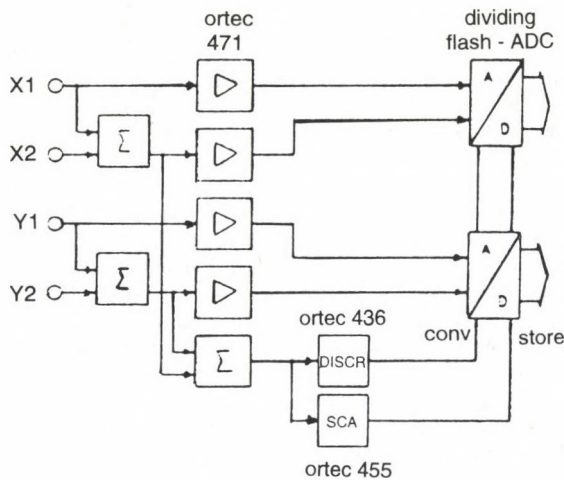 ortec
471
dividing
flash - ADC
X1
A
D
Σ
X2
Y1
A
D
Σ
Y2
ortec 436
conv
store
Σ
DISCR
SCA
ortec 455